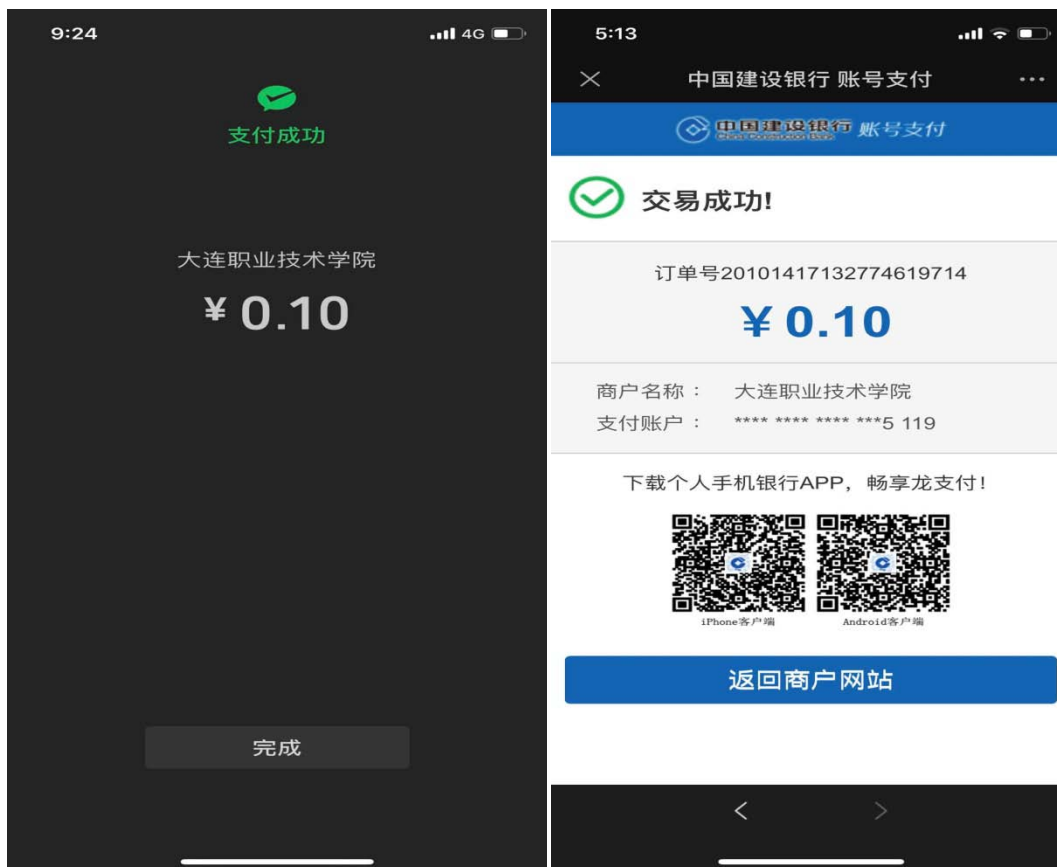 9:24
4G
支付成功
大连职业技术学院
¥ 0.10
完成
5:13
中国建设银行 账号支付
中国建设银行 账号支付
China Construction Bank
交易成功!
订单号20101417132774619714
¥ 0.10
商户名称： 大连职业技术学院
支付账户： **** **** **** ***5 119
下载个人手机银行APP，畅享龙支付！
iPhone客户端 Android客户端
返回商户网站